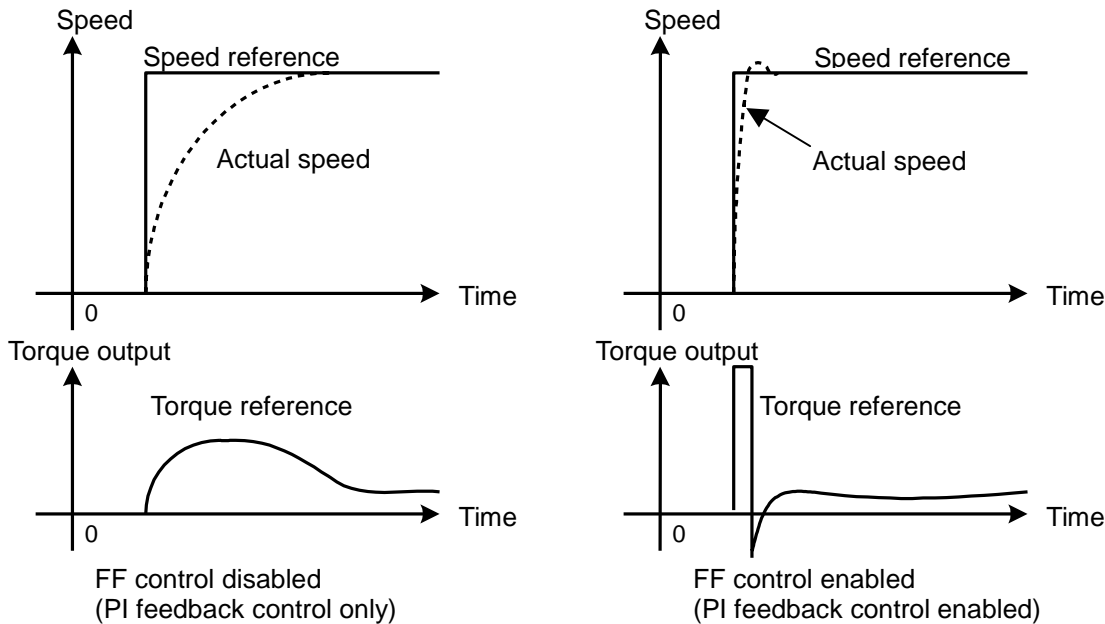 Speed
Speed reference
Actual speed
Time
0
Torque output
Torque reference
Time
0
FF control disabled
(PI feedback control only)
Speed
Speed reference
Actual speed
Time
0
Torque output
Torque reference
Time
0
FF control enabled
(PI feedback control enabled)